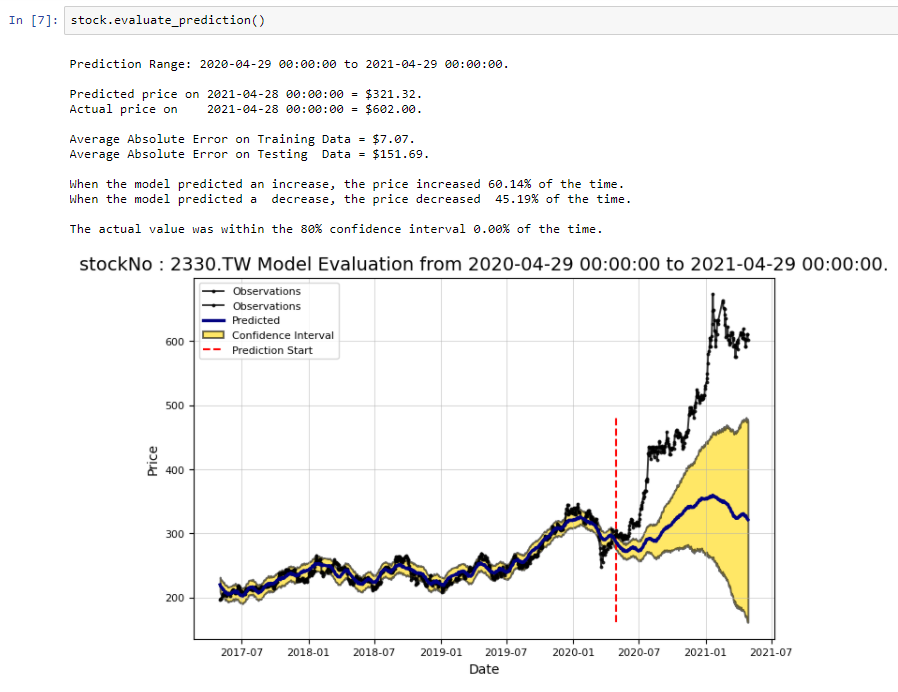 In [7]: stock.evaluate_prediction()
Prediction Range: 2020-04-29 00:00:00 to 2021-04-29 00:00:00.
Predicted price on 2021-04-28 00:00:00 = $321.32.
Actual price on    2021-04-28 00:00:00 = $602.00.
Average Absolute Error on Training Data = $7.07.
Average Absolute Error on Testing  Data = $151.69.
When the model predicted an increase, the price increased 60.14% of the time.
When the model predicted a  decrease, the price decreased  45.19% of the time.
The actual value was within the 80% confidence interval 0.00% of the time.
stockNo : 2330.TW Model Evaluation from 2020-04-29 00:00:00 to 2021-04-29 00:00:00.
Observations
Observations
Predicted
Confidence Interval
Prediction Start
600
500
400
300
200
Price
2017-07 2018-01 2018-07 2019-01 2019-07 2020-01 2020-07 2021-01 2021-07
Date